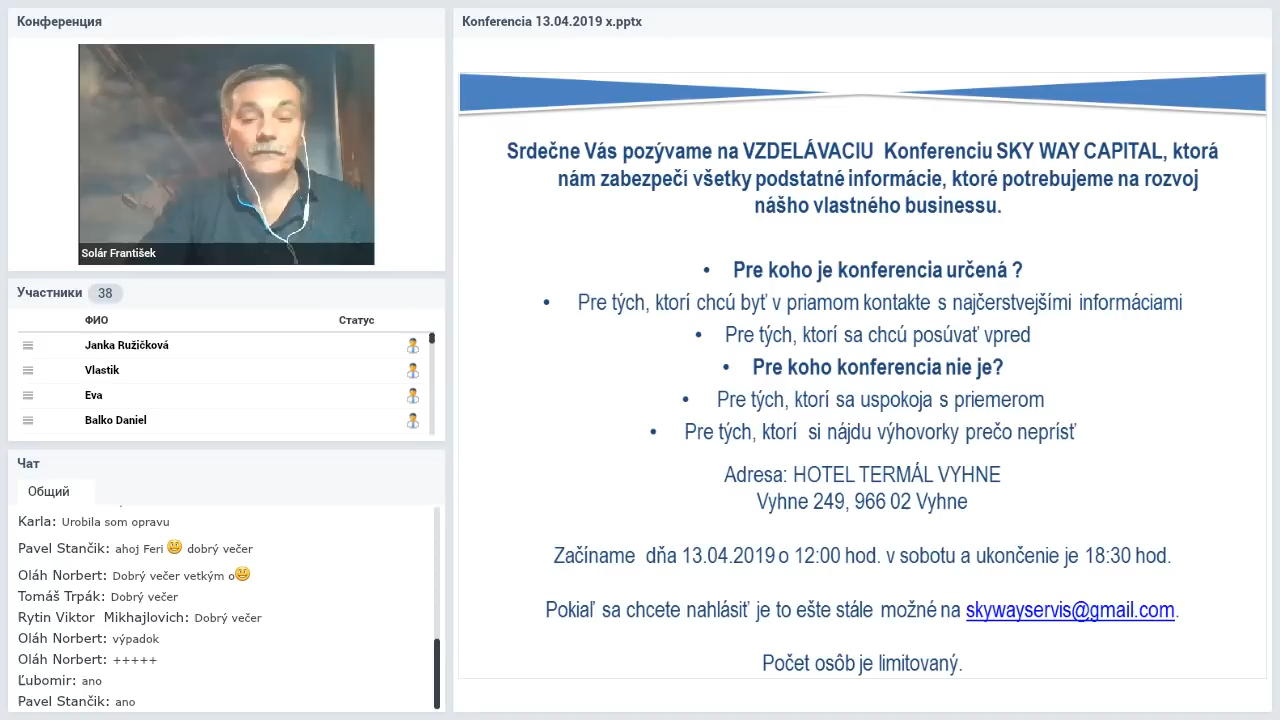 Конференция
Solár František
Участники 38
ФИО Статус
Janka Ružičková
Vlastik
Eva
Balko Daniel
Чат
Общий
Karla: Urobila som opravu
Pavel Stančik: ahoj Feri dobrý večer
Oláh Norbert: Dobrý večer vetkým o
Tomáš Trpák: Dobrý večer
Rytin Viktor Mikhajlovich: Dobrý večer
Oláh Norbert: výpadok
Oláh Norbert: +++++
Ľubomir: ano
Pavel Stančik: ano
Konferencia 13.04.2019 x.pptx
Srdečne Vás pozývame na VZDELÁVACIU Konferenciu SKY WAY CAPITAL, ktorá
nám zabezpečí všetky podstatné informácie, ktoré potrebujeme na rozvoj
nášho vlastného businessu.
• Pre koho je konferencia určená ?
• Pre tých, ktorí chcú byť v priamom kontakte s najčerstvejšími informáciami
• Pre tých, ktorí sa chcú posúvať vpred
• Pre koho konferencia nie je?
• Pre tých, ktorí sa uspokoja s priemerom
• Pre tých, ktorí si nájdu výhovorky prečo neprísť
Adresa: HOTEL TERMÁL VYHNE
Vyhne 249, 966 02 Vyhne
Začíname dňa 13.04.2019 o 12:00 hod. v sobotu a ukončenie je 18:30 hod.
Pokiaľ sa chcete nahlásiť je to ešte stále možné na skywayservis@gmail.com.
Počet osôb je limitovaný.